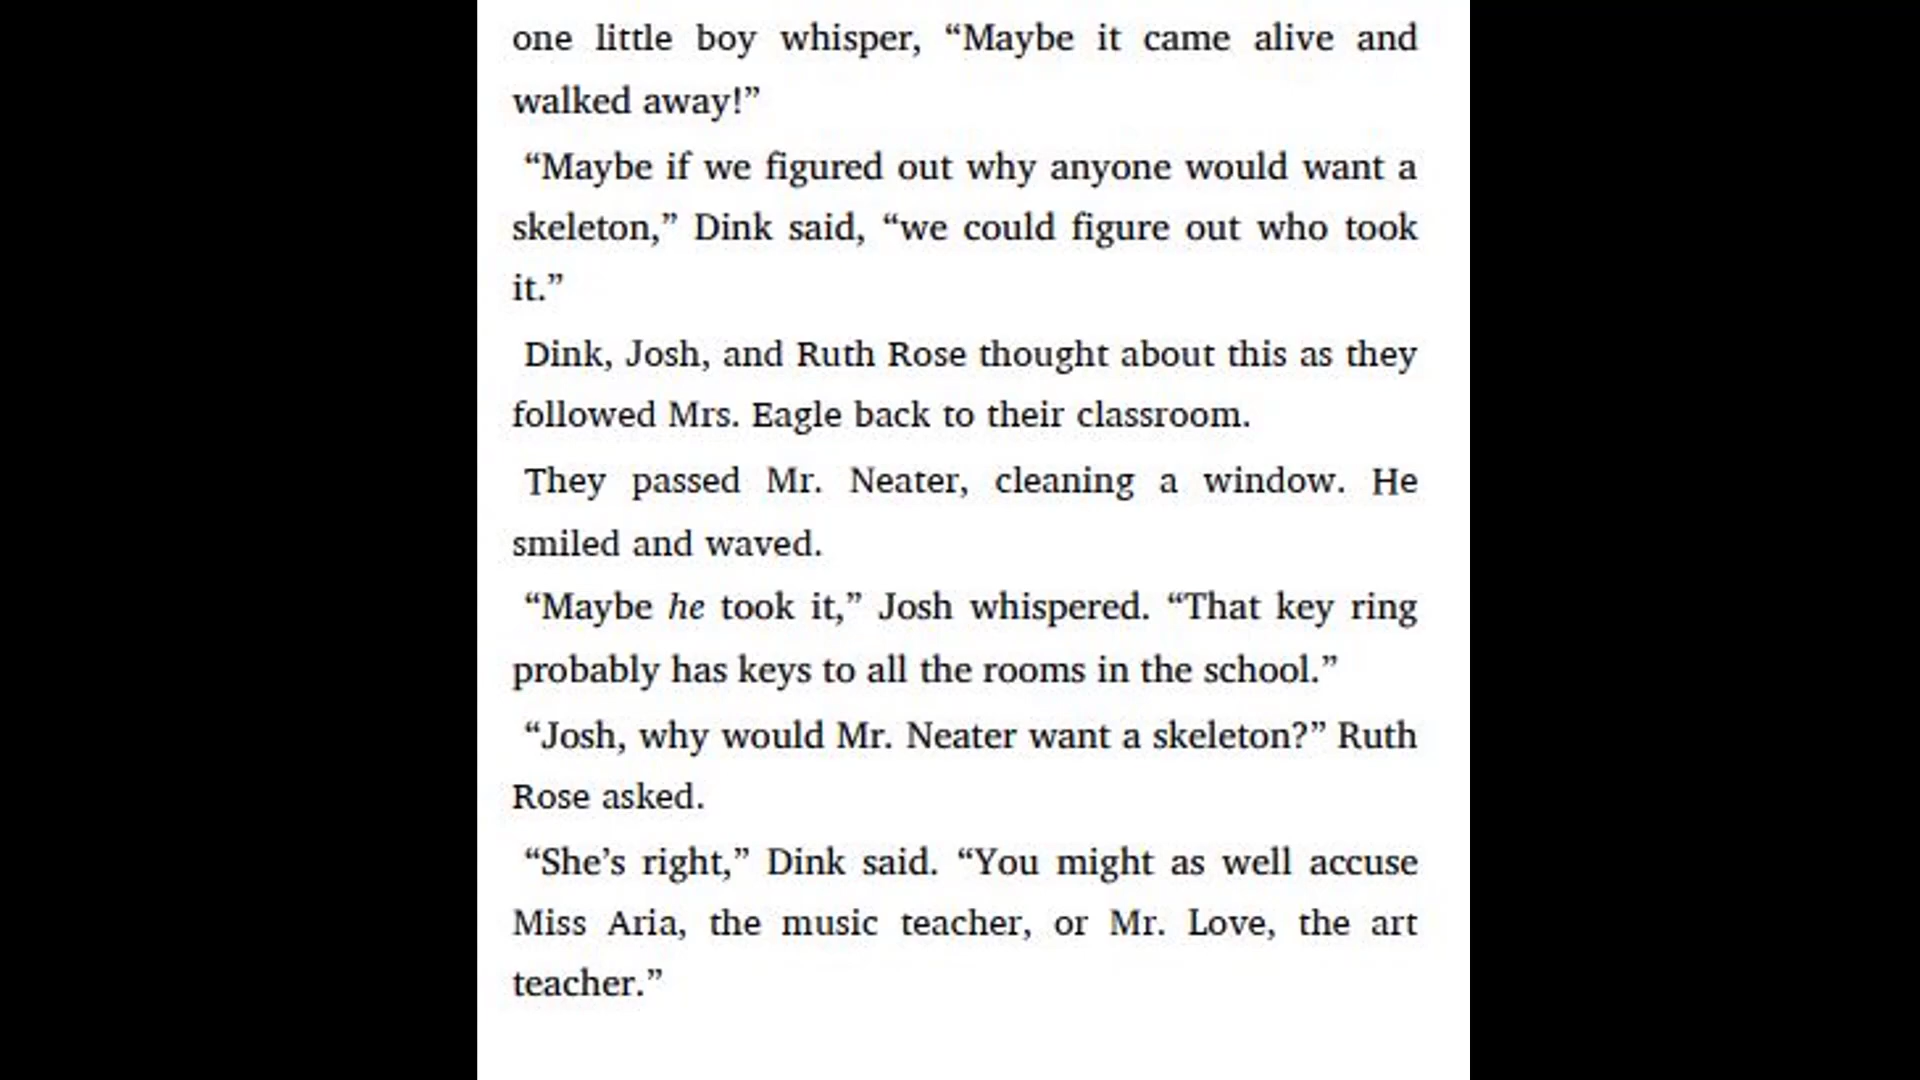 one little boy whisper, “Maybe it came alive and
walked away!”
“Maybe if we figured out why anyone would want a
skeleton,” Dink said, “we could figure out who took
it.”
Dink, Josh, and Ruth Rose thought about this as they
followed Mrs. Eagle back to their classroom.
They passed Mr. Neater, cleaning a window. He
smiled and waved.
“Maybe he took it,” Josh whispered. “That key ring
probably has keys to all the rooms in the school.”
“Josh, why would Mr. Neater want a skeleton?” Ruth
Rose asked.
“She’s right,” Dink said. “You might as well accuse
Miss Aria, the music teacher, or Mr. Love, the art
teacher.”